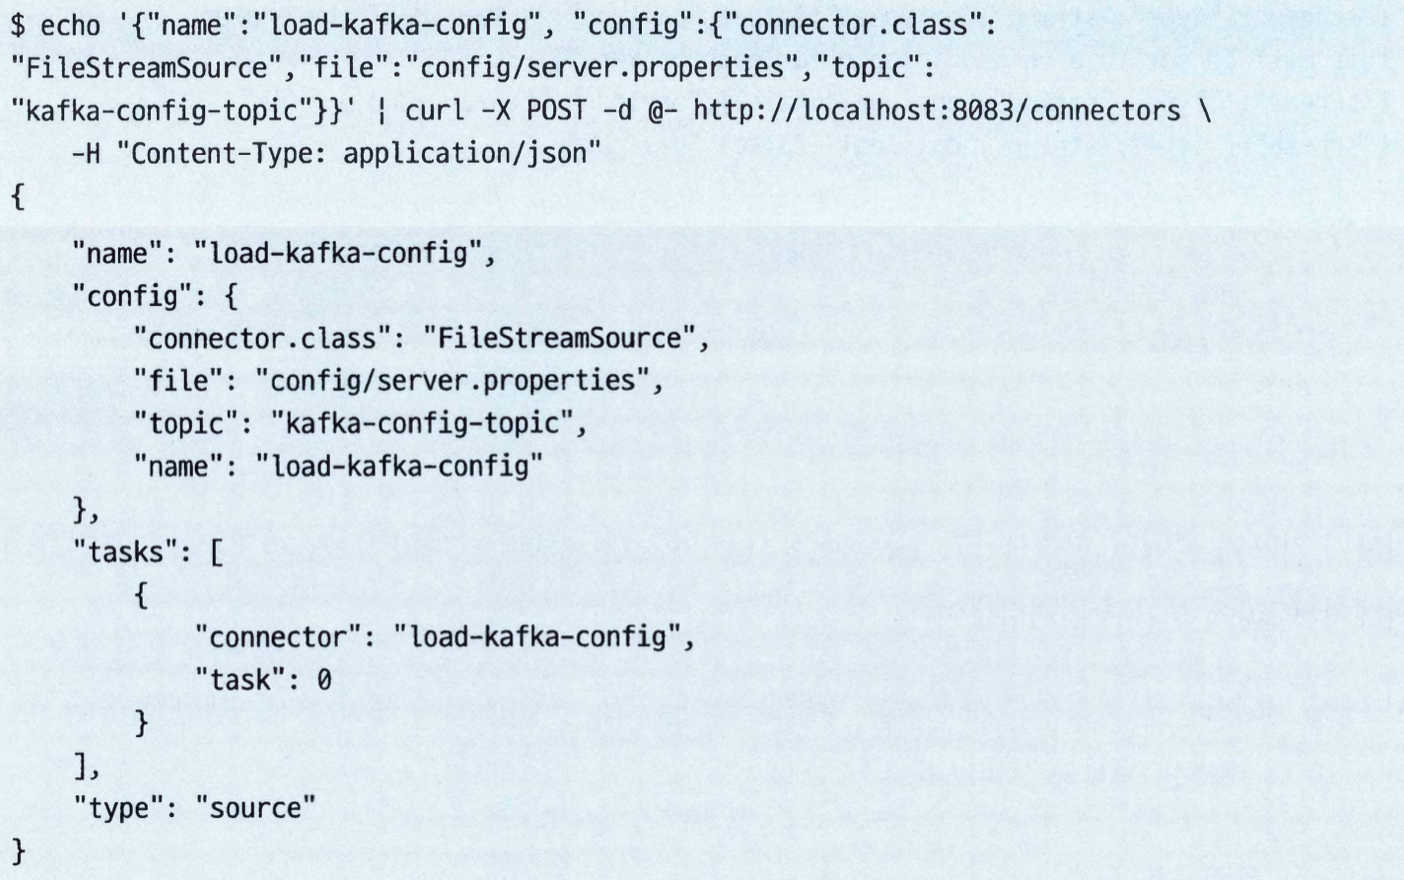 $ echo '{"name":"load-kafka-config", "config":{"connector.class":
"FileStreamSource","file":"config/server.properties","topic":
"kafka-config-topic"}}' | curl -X POST -d @- http://localhost:8083/connectors \
    -H "Content-Type: application/json"
{
    "name": "load-kafka-config",
    "config": {
        "connector.class": "FileStreamSource",
        "file": "config/server.properties",
        "topic": "kafka-config-topic",
        "name": "load-kafka-config"
    },
    "tasks": [
        {
            "connector": "load-kafka-config",
            "task": 0
        }
    ],
    "type": "source"
}